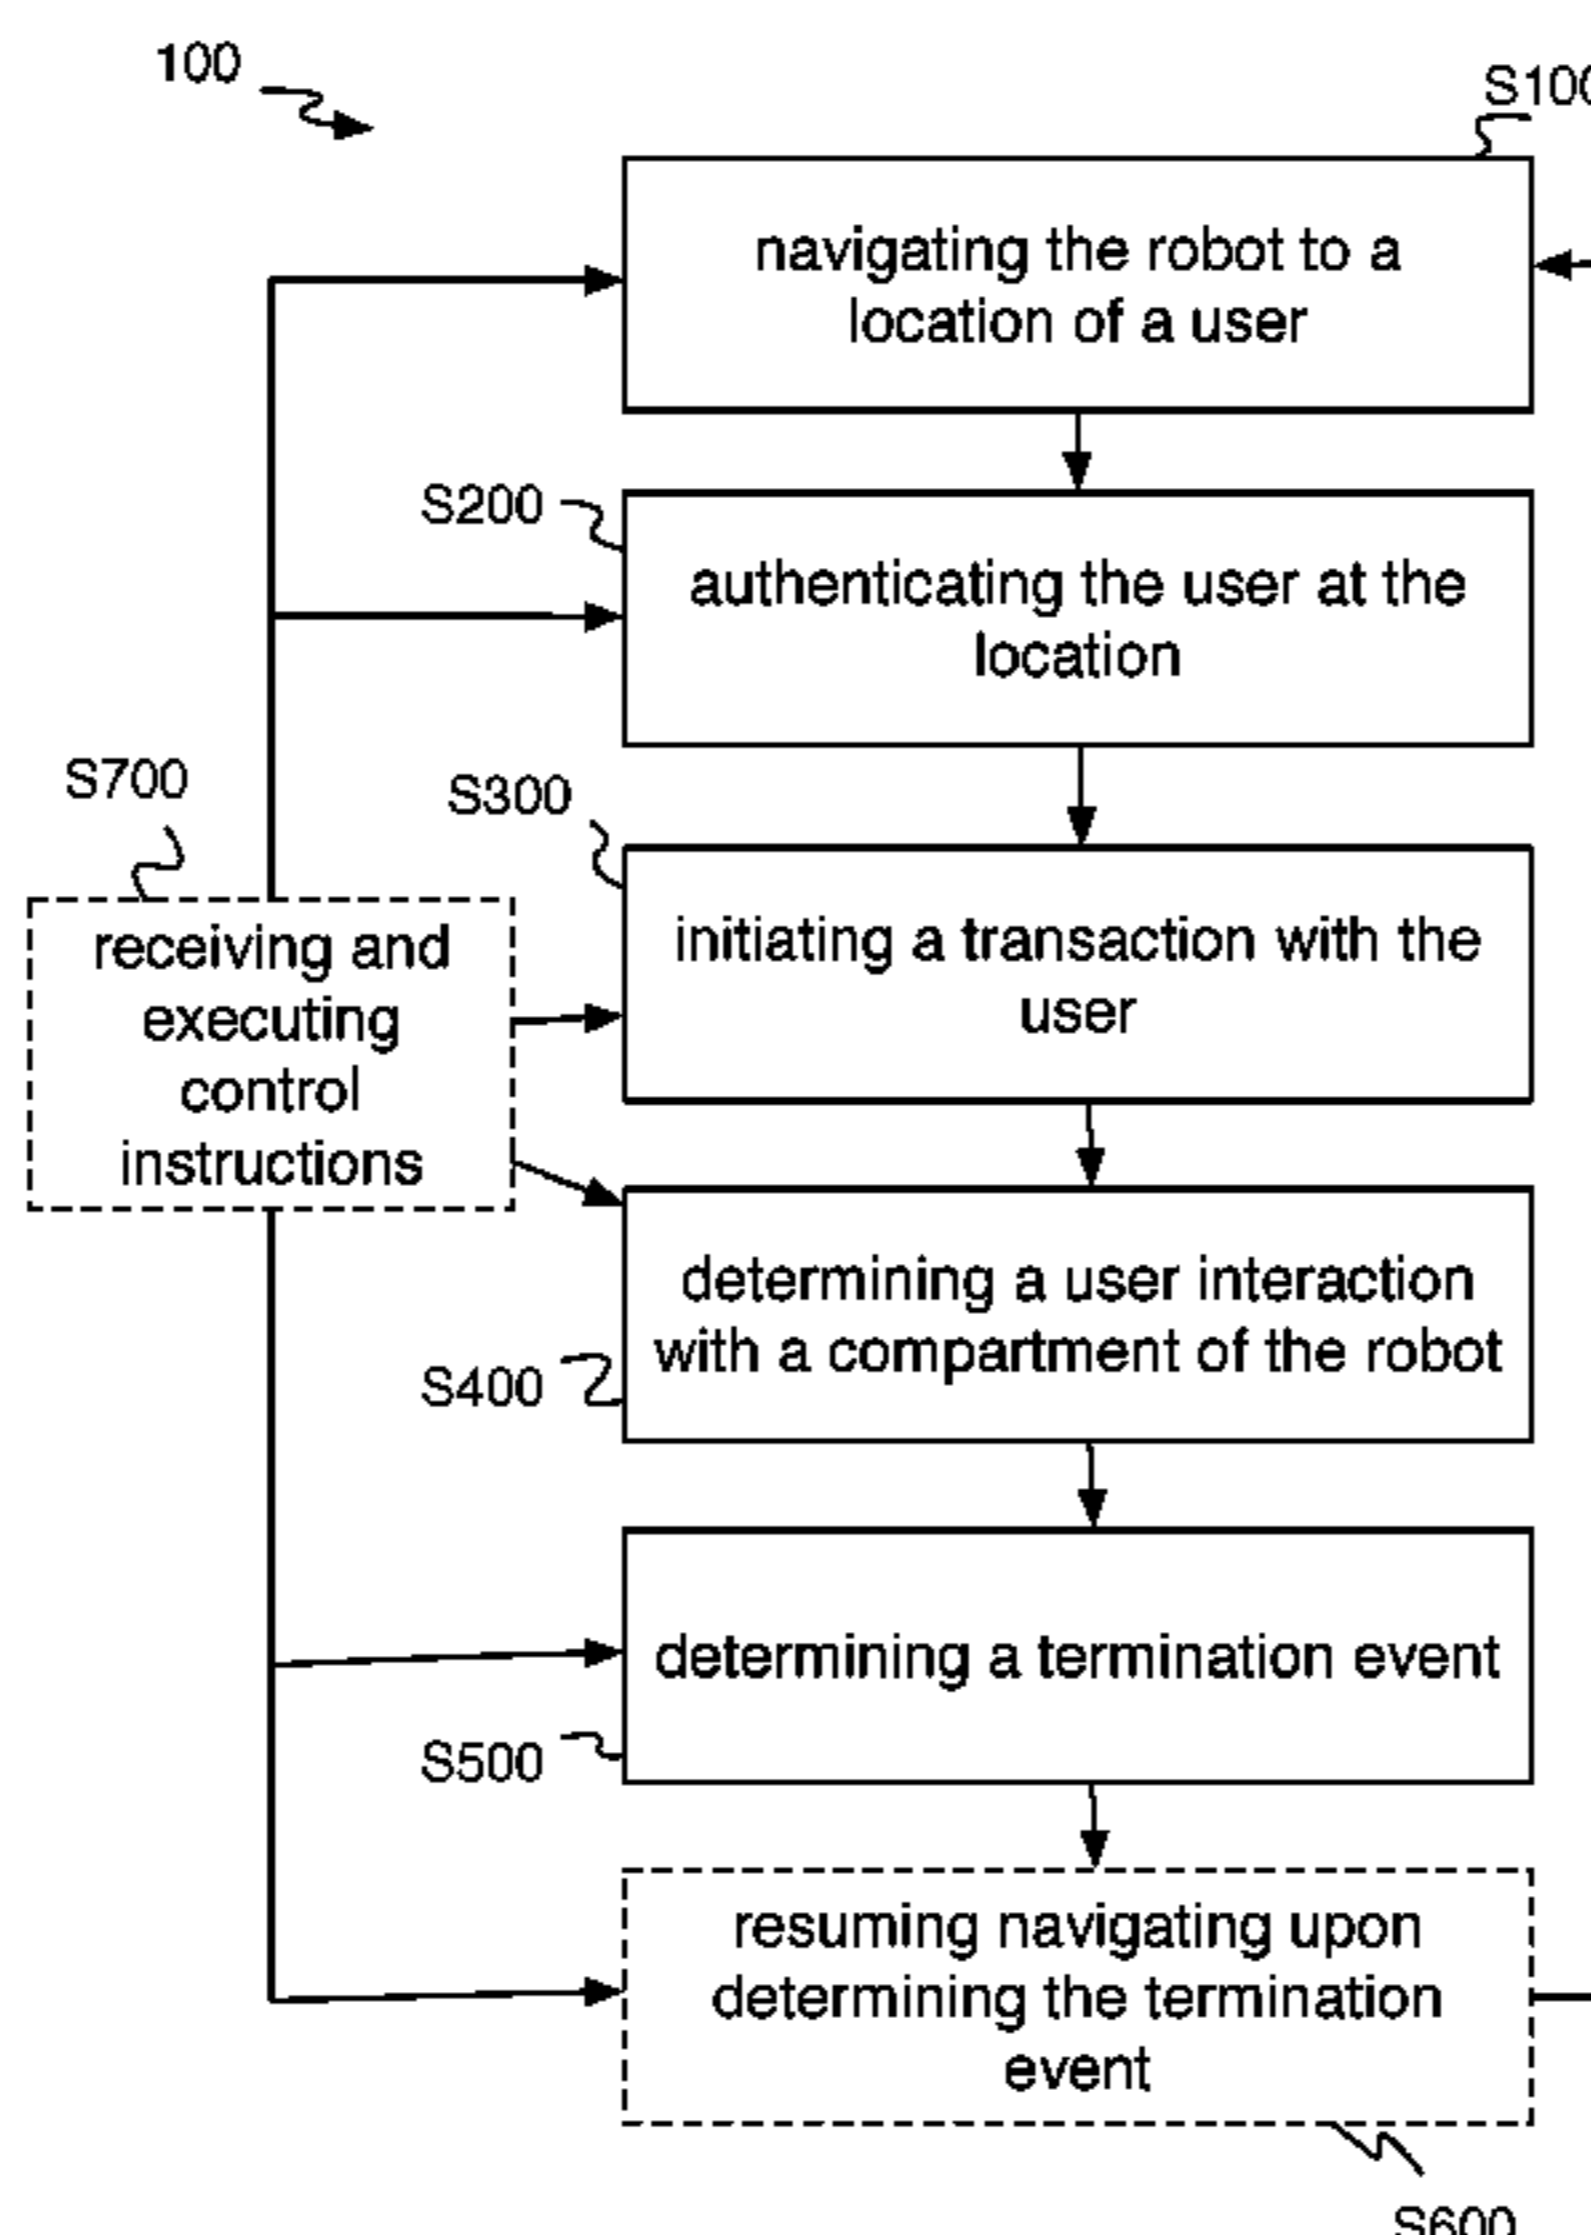 100
S100
navigating the robot to a
location of a user
S200
authenticating the user at the
location
S700
S300
receiving and
executing
control
instructions
initiating a transaction with the
user
determining a user interaction
with a compartment of the robot
S400
determining a termination event
S500
resuming navigating upon
determining the termination
event
S600